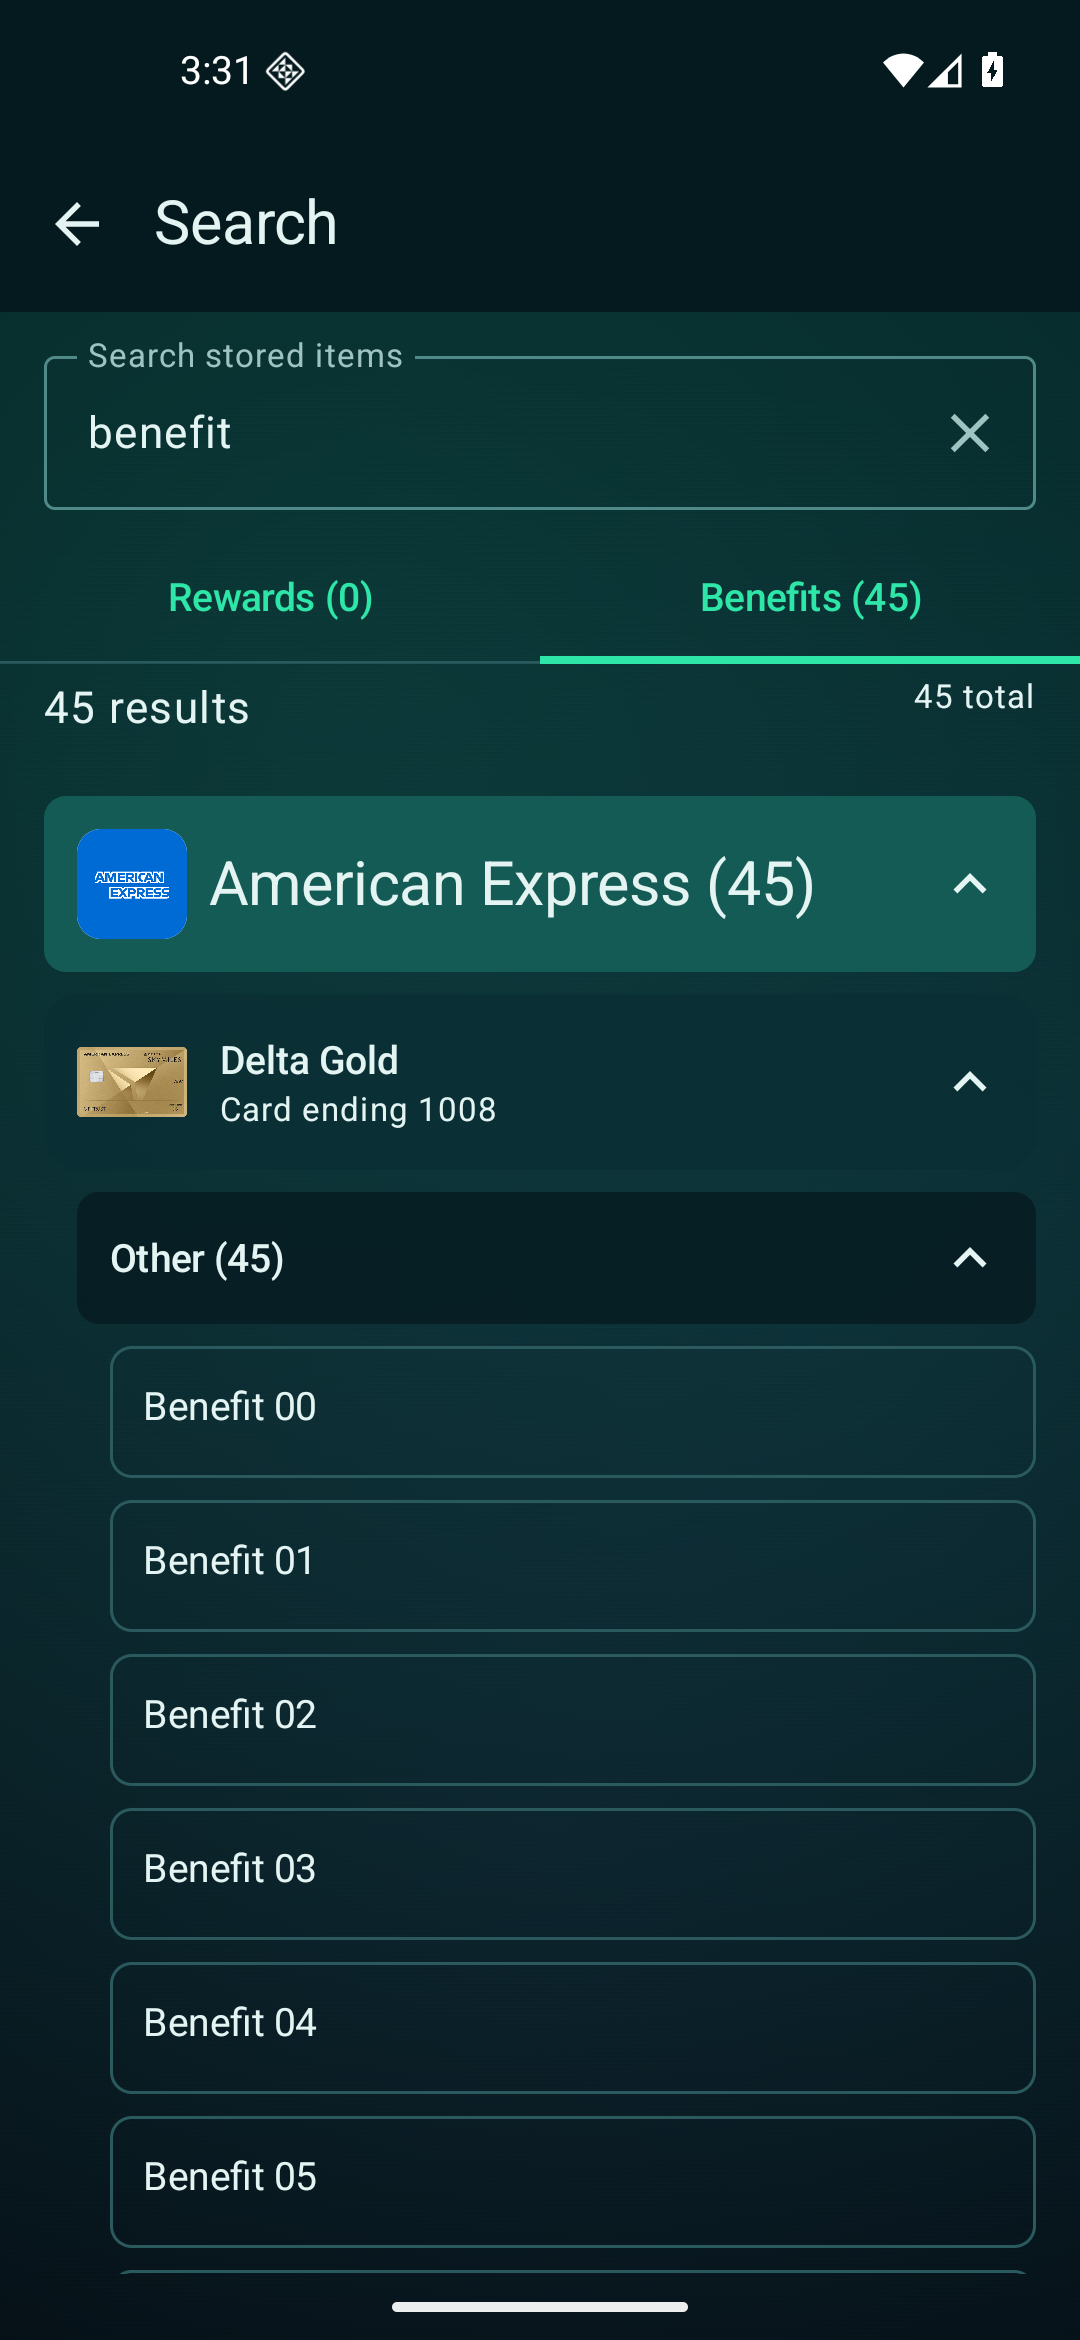 3:31
Search
Search stored items
benefit
Rewards (0)
Benefits (45)
45 results
45 total
AMERICAN
EXPRESS
American Express (45)
Delta Gold
Card ending 1008
Other (45)
Benefit 00
Benefit 01
Benefit 02
Benefit 03
Benefit 04
Benefit 05